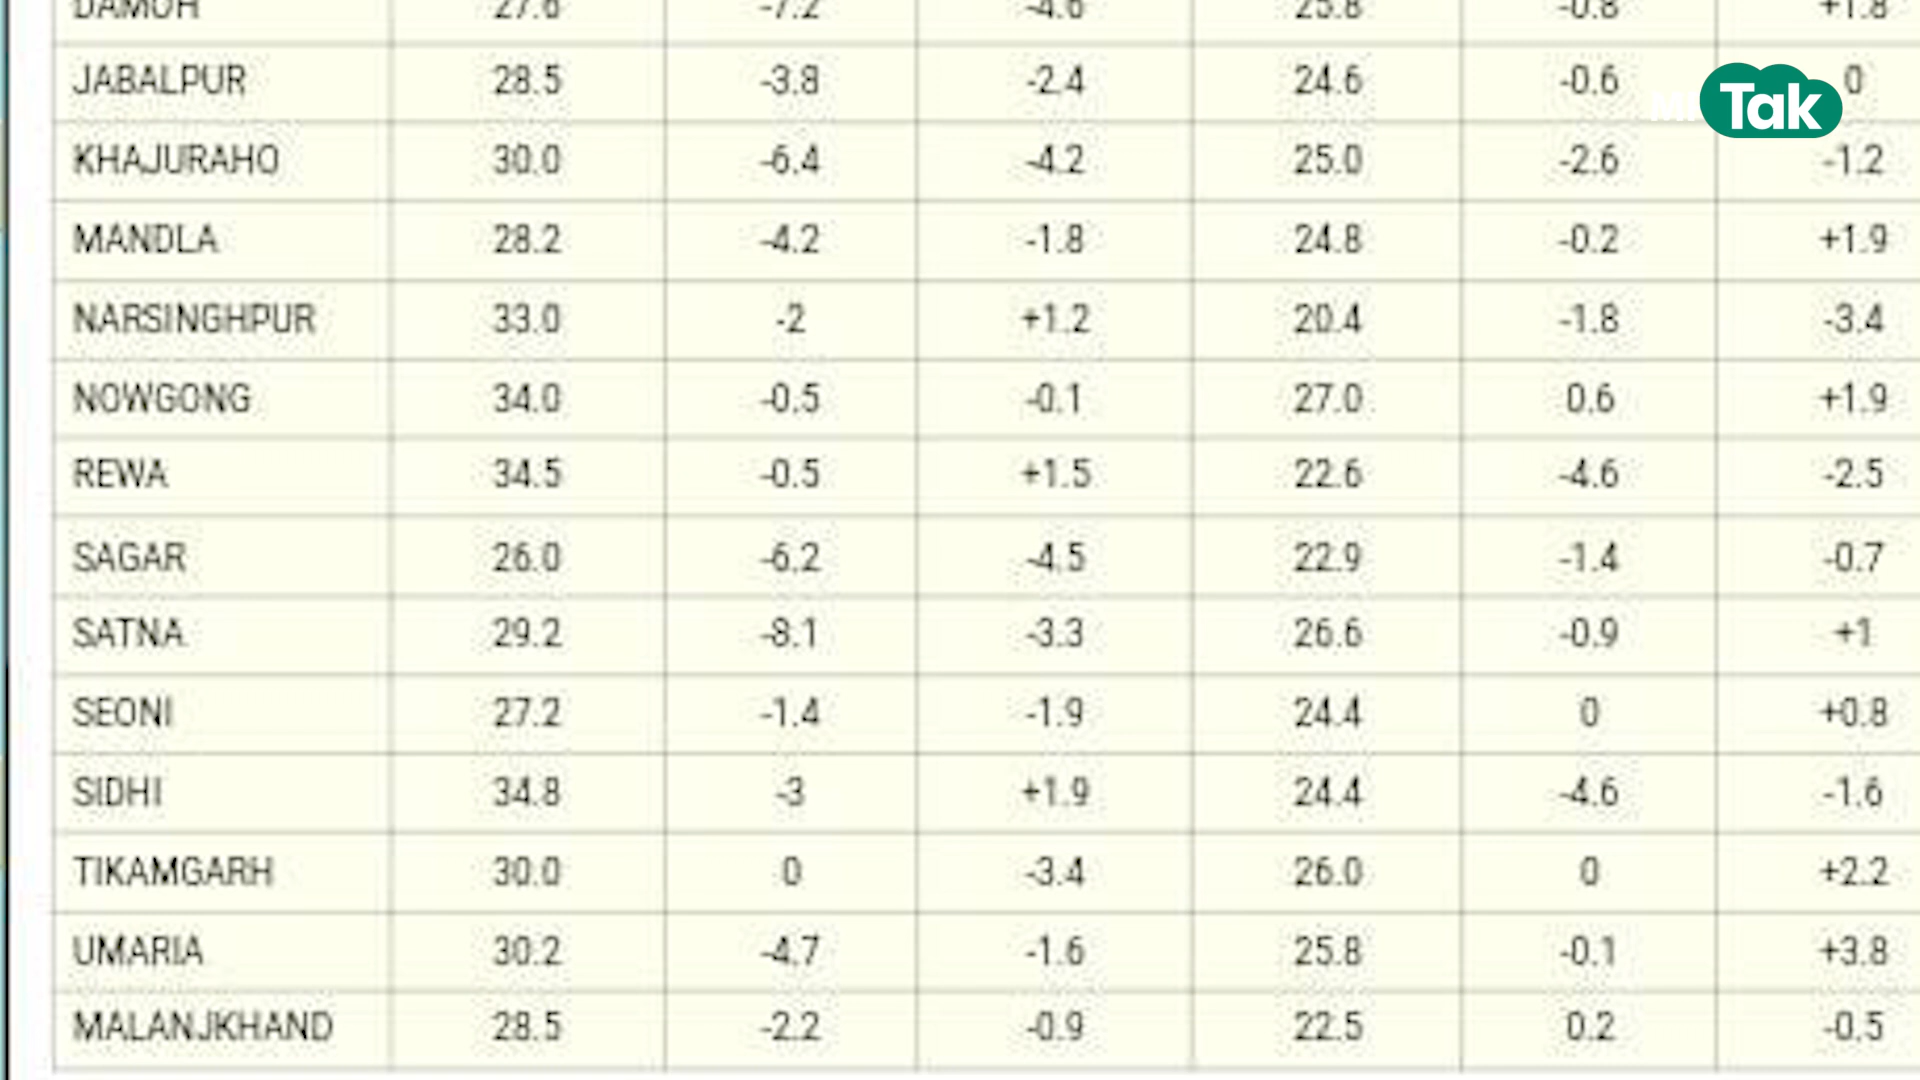 DAMOH 27.6 -7.2 -4.6 25.8 -0.8 +1.8
JABALPUR 28.5 -3.8 -2.4 24.6 -0.6 0
MP Tak
KHAJURAHO 30.0 -6.4 -4.2 25.0 -2.6 -1.2
MANDLA 28.2 -4.2 -1.8 24.8 -0.2 +1.9
NARSINGHPUR 33.0 -2 +1.2 20.4 -1.8 -3.4
NOWGONG 34.0 -0.5 -0.1 27.0 0.6 +1.9
REWA 34.5 -0.5 +1.5 22.6 -4.6 -2.5
SAGAR 26.0 -6.2 -4.5 22.9 -1.4 -0.7
SATNA 29.2 -8.1 -3.3 26.6 -0.9 +1
SEONI 27.2 -1.4 -1.9 24.4 0 +0.8
SIDHI 34.8 -3 +1.9 24.4 -4.6 -1.6
TIKAMGARH 30.0 0 -3.4 26.0 0 +2.2
UMARIA 30.2 -4.7 -1.6 25.8 -0.1 +3.8
MALANJKHAND 28.5 -2.2 -0.9 22.5 0.2 -0.5